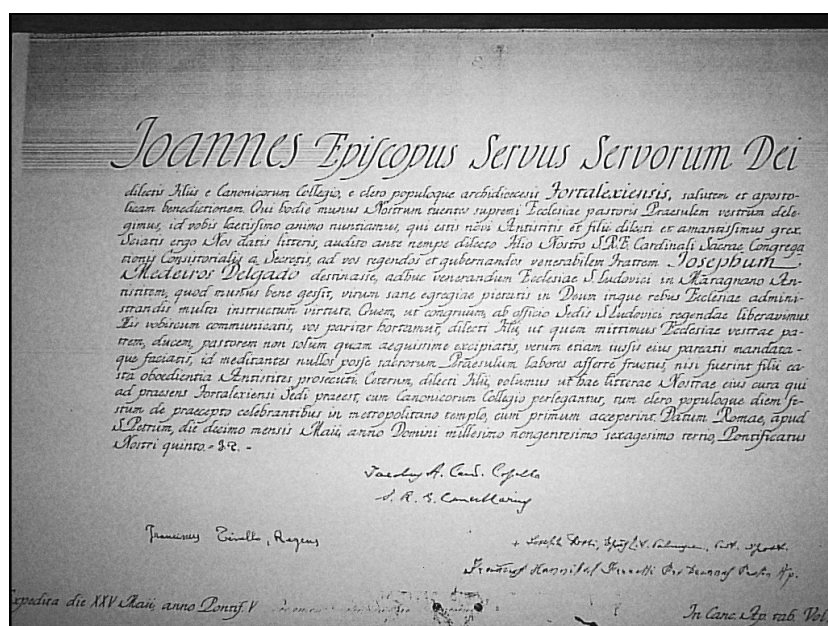 Joannes Episcopus Servus Servorum Dei
dilectis filiis e Canonicorum Collegio, e clero populoque archidioecesis Fortalexiensis, salutem et aposto-
licam benedictionem. Qui hodie munus Nostrum tuentes supremi Ecclesiae pastoris Praesulem vestrum dele-
gimus, id vobis laetissimo animo nuntiamus, qui estis novi Antistitis et filii dilecti et amantissimus grex.
Sciatis ergo Nos datis litteris, audito ante nempe dilecto filio Nostro S.R.E. Cardinali Sacrae Congrega
tionis Consistorialis a Secretis, ad vos regendos et gubernandos venerabilem fratrem Josephum
Medeiros Delgado destinasse, adhuc venerandum Ecclesiae S. Ludovici in Maragnano An-
tistitem, quod munus bene gessit, virum sane egregiae pietatis in Deum inque rebus Ecclesiae admini-
strandis multa instructum virtute. Quem, ut congruum, ab officio Sedis S. Ludovici regendae liberavimus.
His vobiscum communicatis, vos pariter hortamur, dilecti filii, ut quem mittimus Ecclesiae vestrae pa-
trem, ducem, pastorem non solum quam aequissime excipiatis, verum etiam iussis eius pareatis mandata-
que faciatis, id meditantes nullos posse sacrorum Praesulum labores afferre fructus, nisi fuerint filii ea-
sta oboedientia Antistites prosecuti. Ceterum, dilecti filii, volumus ut hae litterae Nostrae eius cura qui
ad praesens Fortalexiensi Sedi praeest, cum Canonicorum Collegio perlegantur, tum clero populoque diem fe-
stum de praecepto celebrantibus in metropolitano templo, cum primum acceperint. Datum Romae, apud
S. Petrum, die decimo mensis Maii, anno Domini millesimo nongentesimo sexagesimo tertio, Pontificatus
Nostri quinto.
Jacobus A. Card. Copello
S. R. E. Cancellarius
Franciscus Tinello, Regens
Expedita die XXV Maii, anno Pontif. V
In Canc. Ap. tab. Vol